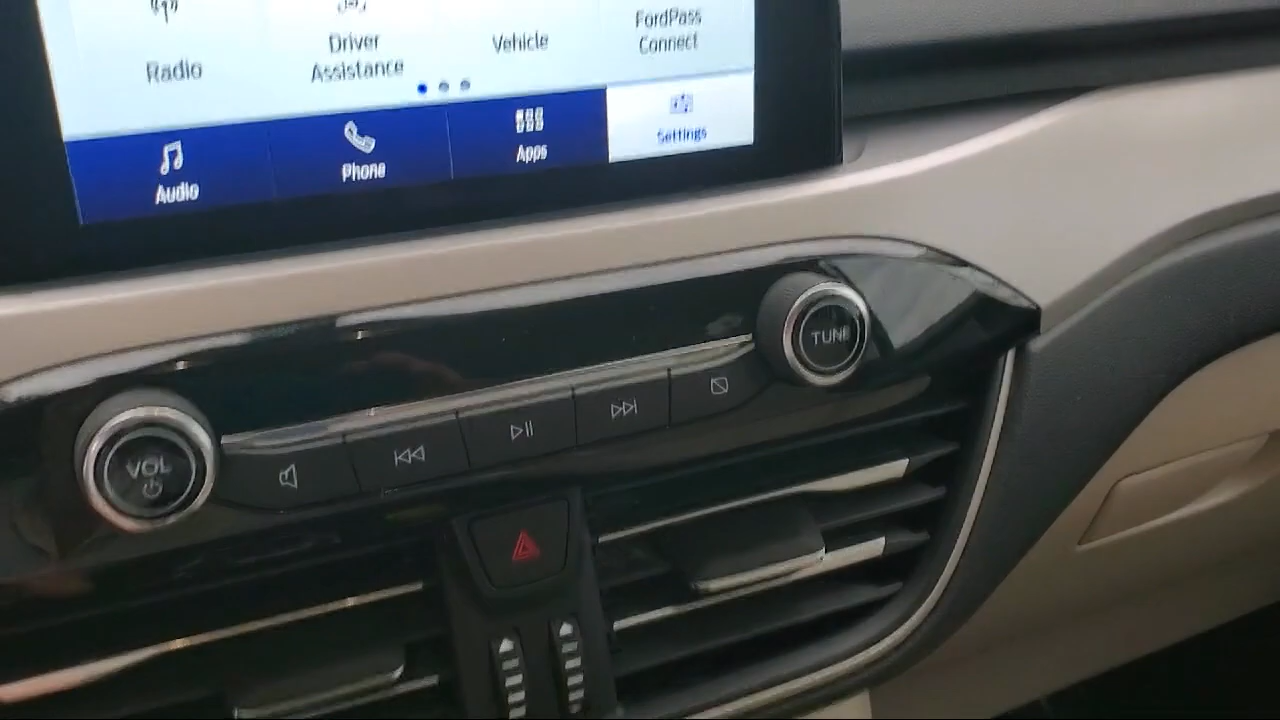 Radio
Driver
Assistance
Vehicle
FordPass
Connect
Audio
Phone
Apps
Settings
VOL
TUNE